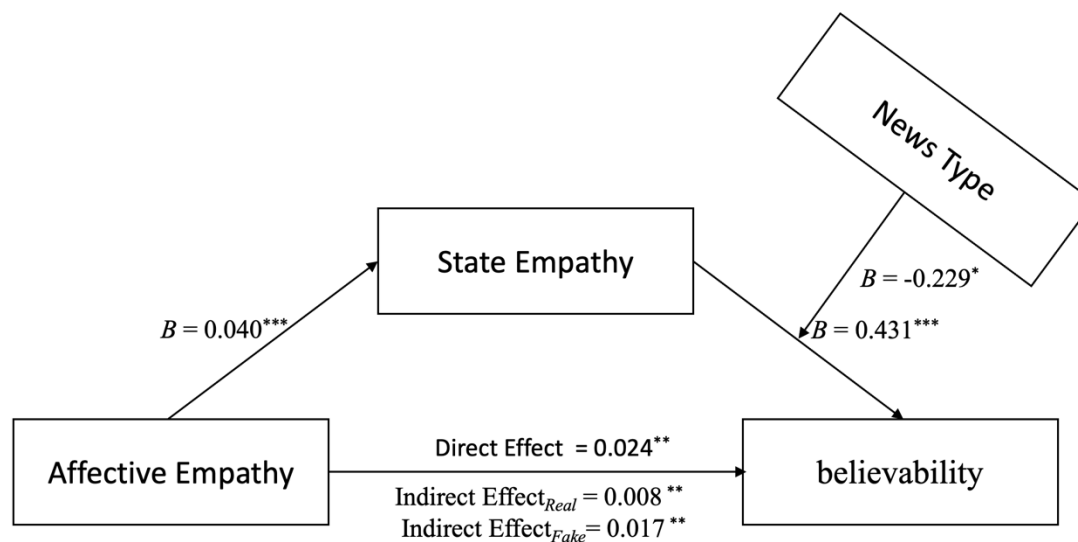 News Type
State Empathy
B = -0.229*
B = 0.040***
B = 0.431***
Affective Empathy
Direct Effect = 0.024**
believability
Indirect EffectReal = 0.008 **
Indirect EffectFake= 0.017 **